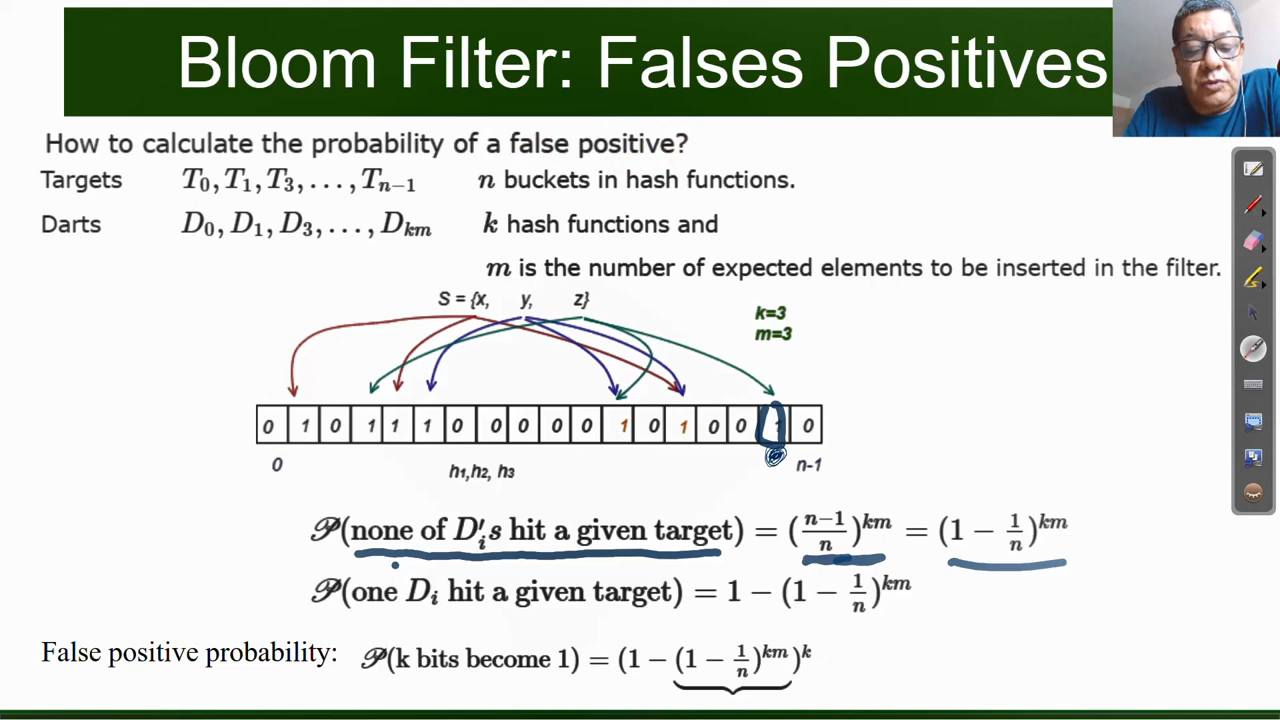 Bloom Filter: Falses Positives
How to calculate the probability of a false positive?
Targets T₀, T₁, T₃, . . . , Tₙ₋₁ n buckets in hash functions.
Darts D₀, D₁, D₃, . . . , Dₖₘ k hash functions and
m is the number of expected elements to be inserted in the filter.
S = {x, y, z}
k=3
m=3
0 1 0 1 1 1 0 0 0 0 0 1 0 1 0 0 1 0
0 h₁,h₂, h₃ n-1
𝒫(none of D′ᵢs hit a given target) = (n−1/n)^km = (1 − 1/n)^km
𝒫(one Dᵢ hit a given target) = 1 − (1 − 1/n)^km
False positive probability: 𝒫(k bits become 1) = (1 − (1 − 1/n)^km)^k